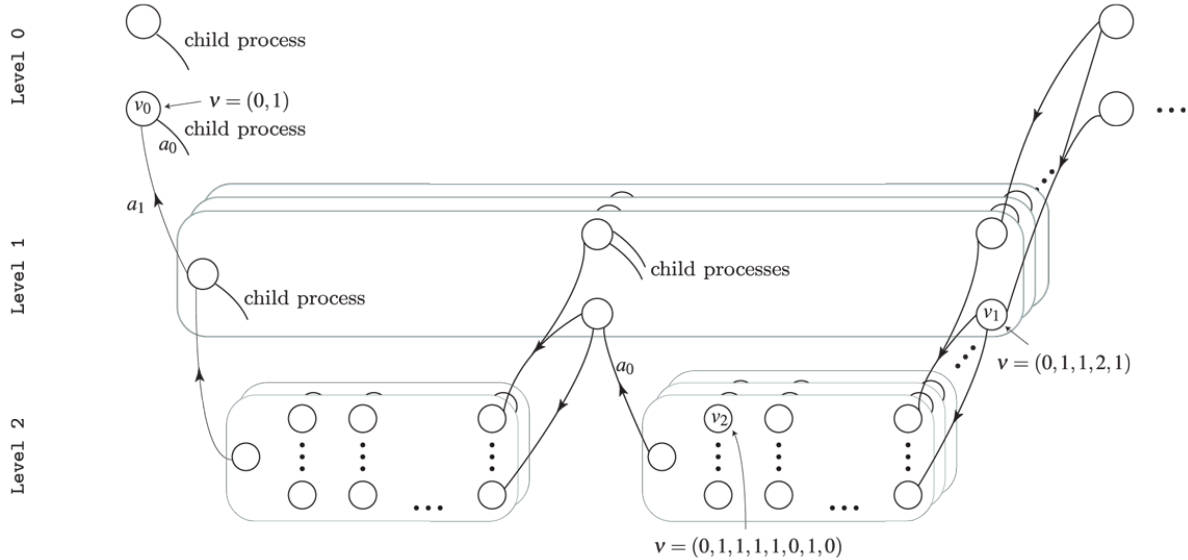 Level 0
child process
v₀
ν = (0,1)
child process
a₀
a₁
...
Level 1
child processes
child process
v₁
ν = (0,1,1,2,1)
a₀
Level 2
v₂
...
...
ν = (0,1,1,1,1,0,1,0)